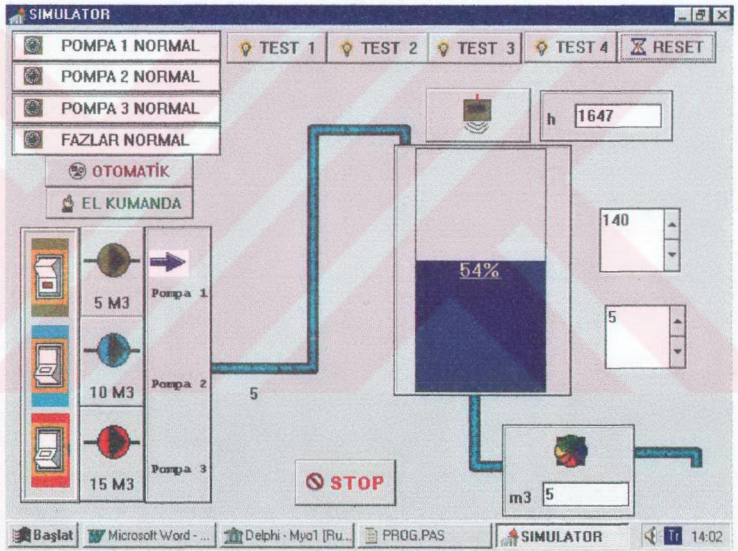 SIMULATOR
POMPA 1 NORMAL
POMPA 2 NORMAL
POMPA 3 NORMAL
FAZLAR NORMAL
TEST 1 TEST 2 TEST 3 TEST 4 RESET
OTOMATİK
EL KUMANDA
h 1647
140
54%
5
5 M3 Pompa 1
10 M3 Pompa 2
15 M3 Pompa 3
5
STOP
m3 5
Başlat Microsoft Word - ... Delphi - Myo1 [Ru... PROG.PAS SIMULATOR Tr 14:02